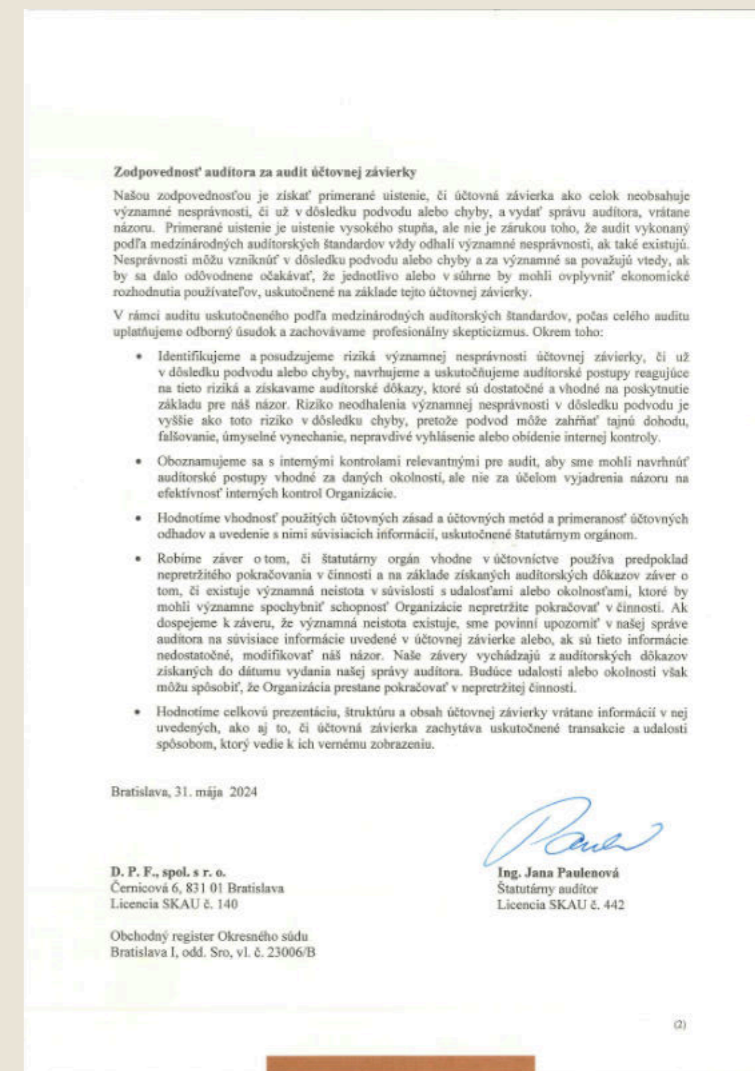 Zodpovednosť audítora za audit účtovnej závierky
Našou zodpovednosťou je získať primerané uistenie, či účtovná závierka ako celok neobsahuje
významné nesprávnosti, či už v dôsledku podvodu alebo chyby, a vydať správu audítora, vrátane
názoru. Primerané uistenie je uistenie vysokého stupňa, ale nie je zárukou toho, že audit vykonaný
podľa medzinárodných audítorských štandardov vždy odhalí významné nesprávnosti, ak také existujú.
Nesprávnosti môžu vzniknúť v dôsledku podvodu alebo chyby a za významné sa považujú vtedy, ak
by sa dalo odôvodnene očakávať, že jednotlivo alebo v súhrne by mohli ovplyvniť ekonomické
rozhodnutia používateľov, uskutočnené na základe tejto účtovnej závierky.
V rámci auditu uskutočneného podľa medzinárodných audítorských štandardov, počas celého auditu
uplatňujeme odborný úsudok a zachovávame profesionálny skepticizmus. Okrem toho:
• Identifikujeme a posudzujeme riziká významnej nesprávnosti účtovnej závierky, či už
v dôsledku podvodu alebo chyby, navrhujeme a uskutočňujeme audítorské postupy reagujúce
na tieto riziká a získavame audítorské dôkazy, ktoré sú dostatočné a vhodné na poskytnutie
základu pre náš názor. Riziko neodhalenia významnej nesprávnosti v dôsledku podvodu je
vyššie ako toto riziko v dôsledku chyby, pretože podvod môže zahŕňať tajnú dohodu,
falšovanie, úmyselné vynechanie, nepravdivé vyhlásenie alebo obídenie internej kontroly.
• Oboznamujeme sa s internými kontrolami relevantnými pre audit, aby sme mohli navrhnúť
audítorské postupy vhodné za daných okolností, ale nie za účelom vyjadrenia názoru na
efektívnosť interných kontrol Organizácie.
• Hodnotíme vhodnosť použitých účtovných zásad a účtovných metód a primeranosť účtovných
odhadov a uvedenie s nimi súvisiacich informácií, uskutočnené štatutárnym orgánom.
• Robíme záver o tom, či štatutárny orgán vhodne v účtovníctve používa predpoklad
nepretržitého pokračovania v činnosti a na základe získaných audítorských dôkazov záver o
tom, či existuje významná neistota v súvislosti s udalosťami alebo okolnosťami, ktoré by
mohli významne spochybniť schopnosť Organizácie nepretržite pokračovať v činnosti. Ak
dospejeme k záveru, že významná neistota existuje, sme povinní upozorniť v našej správe
audítora na súvisiace informácie uvedené v účtovnej závierke alebo, ak sú tieto informácie
nedostatočné, modifikovať náš názor. Naše závery vychádzajú z audítorských dôkazov
získaných do dátumu vydania našej správy audítora. Budúce udalosti alebo okolnosti však
môžu spôsobiť, že Organizácia prestane pokračovať v nepretržitej činnosti.
• Hodnotíme celkovú prezentáciu, štruktúru a obsah účtovnej závierky vrátane informácií v nej
uvedených, ako aj to, či účtovná závierka zachytáva uskutočnené transakcie a udalosti
spôsobom, ktorý vedie k ich vernému zobrazeniu.
Bratislava, 31. mája 2024
D. P. F., spol. s r. o.
Černicová 6, 831 01 Bratislava
Licencia SKAU č. 140
Obchodný register Okresného súdu
Bratislava I, odd. Sro, vl. č. 23006/B
Ing. Jana Paulenová
Štatutárny audítor
Licencia SKAU č. 442
(2)